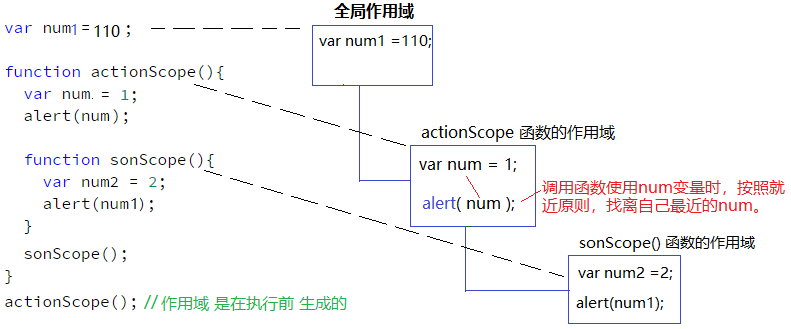 全局作用域
var num1 = 110 ;
function actionScope(){
var num. = 1;
alert(num);
function sonScope(){
var num2 = 2;
alert(num1);
}
sonScope();
}
actionScope(); // 作用域 是在执行前 生成的
var num1 =110;
actionScope 函数的作用域
var num = 1;
alert( num );
调用函数使用num变量时，按照就
近原则，找离自己最近的num。
sonScope() 函数的作用域
var num2 =2;
alert(num1);